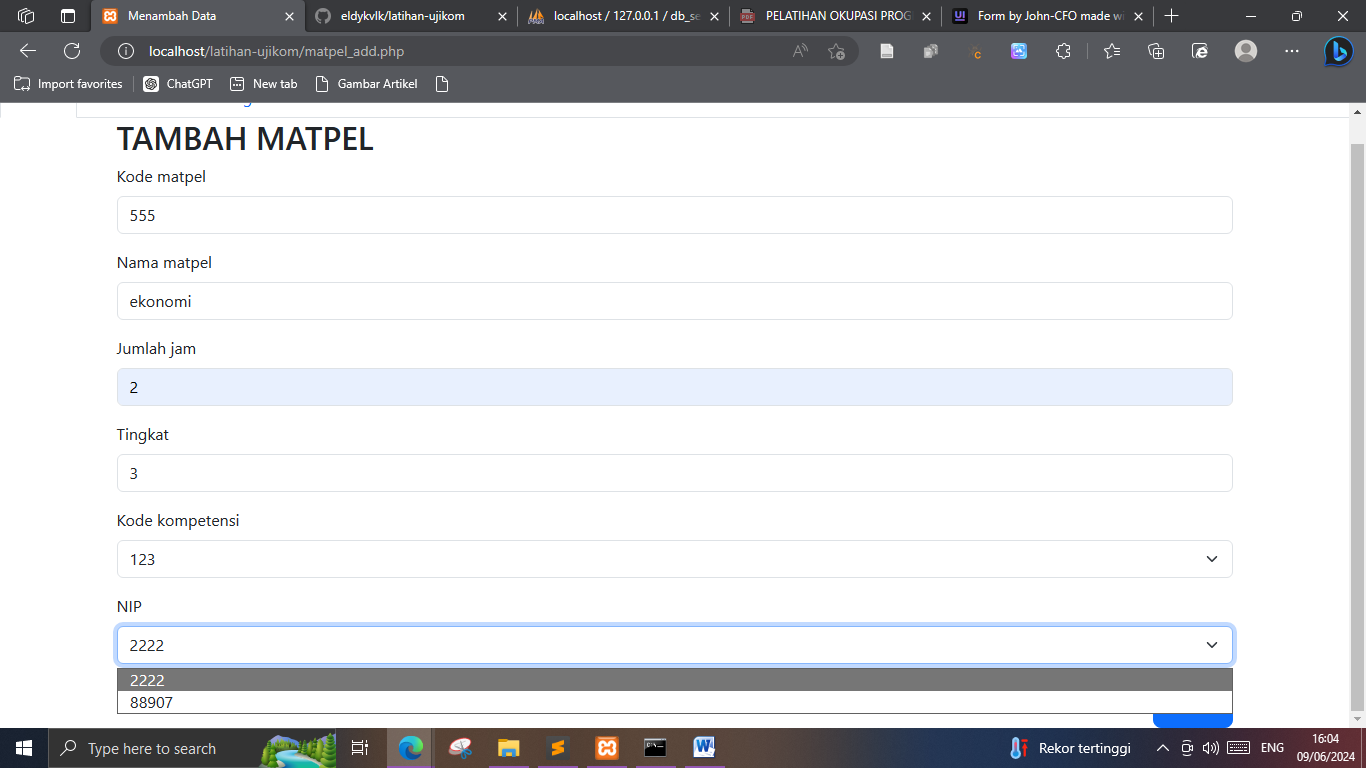 Menambah Data
eldykvlk/latihan-ujikom
localhost / 127.0.0.1 / db_se
PELATIHAN OKUPASI PROG
Form by John-CFO made wi
localhost/latihan-ujikom/matpel_add.php
Import favorites
ChatGPT
New tab
Gambar Artikel
TAMBAH MATPEL
Kode matpel
555
Nama matpel
ekonomi
Jumlah jam
2
Tingkat
3
Kode kompetensi
123
NIP
2222
2222
88907
Type here to search
Rekor tertinggi
ENG
16:04
09/06/2024